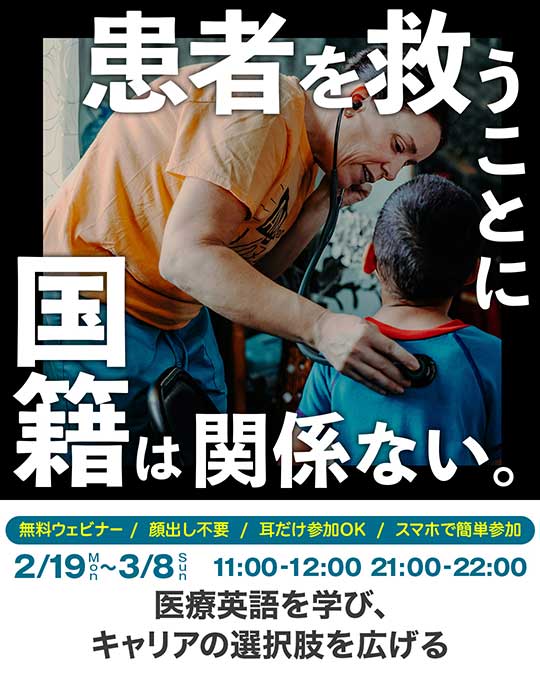 患者を救うことに
国籍は関係ない。
無料ウェビナー / 顔出し不要 / 耳だけ参加OK / スマホで簡単参加
2/19Mon〜3/8Sun 11:00-12:00 21:00-22:00
医療英語を学び、
キャリアの選択肢を広げる